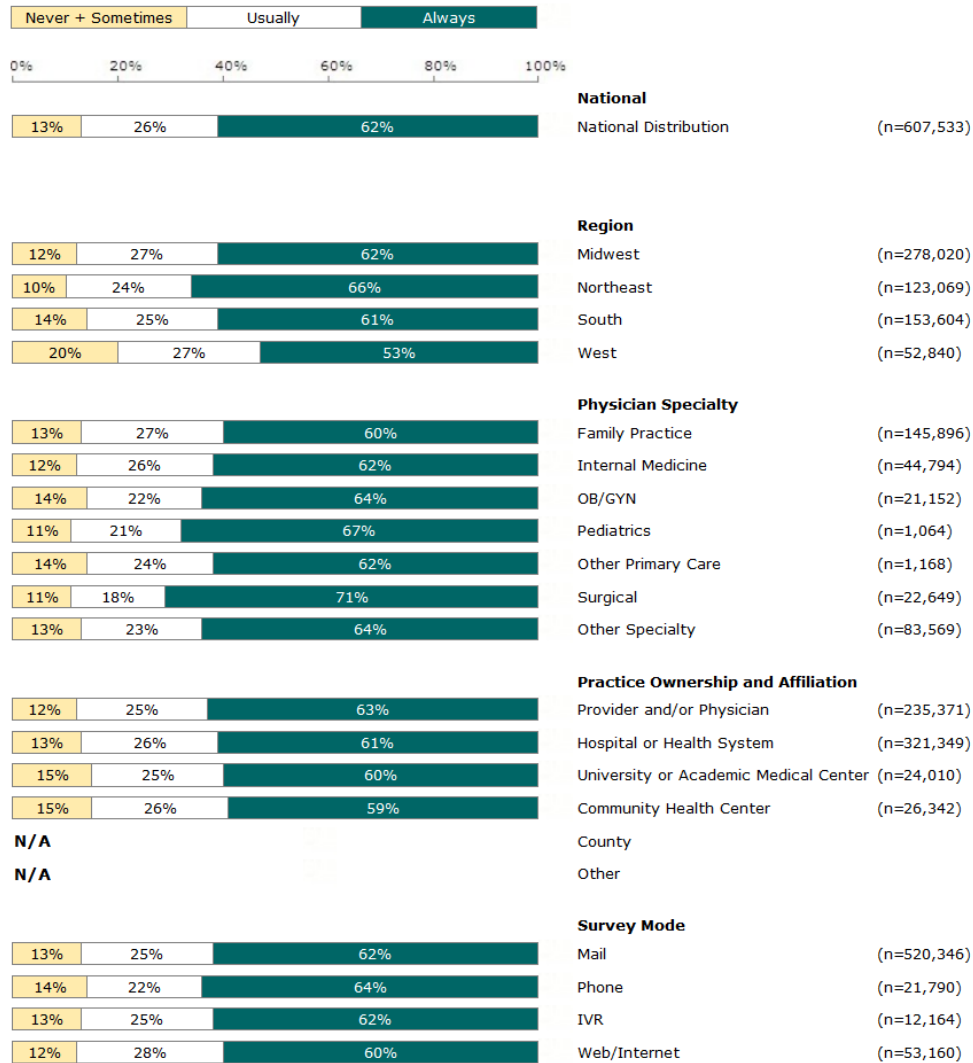 Never + Sometimes Usually Always
0% 20% 40% 60% 80% 100%
National
13% 26% 62% National Distribution (n=607,533)
Region
12% 27% 62% Midwest (n=278,020)
10% 24% 66% Northeast (n=123,069)
14% 25% 61% South (n=153,604)
20% 27% 53% West (n=52,840)
Physician Specialty
13% 27% 60% Family Practice (n=145,896)
12% 26% 62% Internal Medicine (n=44,794)
14% 22% 64% OB/GYN (n=21,152)
11% 21% 67% Pediatrics (n=1,064)
14% 24% 62% Other Primary Care (n=1,168)
11% 18% 71% Surgical (n=22,649)
13% 23% 64% Other Specialty (n=83,569)
Practice Ownership and Affiliation
12% 25% 63% Provider and/or Physician (n=235,371)
13% 26% 61% Hospital or Health System (n=321,349)
15% 25% 60% University or Academic Medical Center (n=24,010)
15% 26% 59% Community Health Center (n=26,342)
N/A County
N/A Other
Survey Mode
13% 25% 62% Mail (n=520,346)
14% 22% 64% Phone (n=21,790)
13% 25% 62% IVR (n=12,164)
12% 28% 60% Web/Internet (n=53,160)